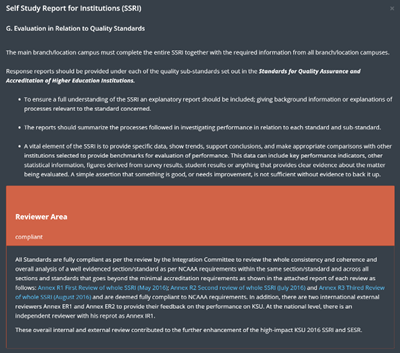 Self Study Report for Institutions (SSRI)
×
G. Evaluation in Relation to Quality Standards
The main branch/location campus must complete the entire SSRI together with the required information from all branch/location campuses.
Response reports should be provided under each of the quality sub-standards set out in the Standards for Quality Assurance and
Accreditation of Higher Education Institutions.
• To ensure a full understanding of the SSRI an explanatory report should be included; giving background information or explanations of
processes relevant to the standard concerned.
• The reports should summarize the processes followed in investigating performance in relation to each standard and sub-standard.
• A vital element of the SSRI is to provide specific data, show trends, support conclusions, and make appropriate comparisons with other
institutions selected to provide benchmarks for evaluation of performance. This data can include key performance indicators, other
statistical information, figures derived from survey results, student results or anything that provides clear evidence about the matter
being evaluated. A simple assertion that something is good, or needs improvement, is not sufficient without evidence to back it up.
Reviewer Area
compliant
All Standards are fully compliant as per the review by the Integration Committee to review the whole consistency and coherence and
overall analysis of a well evidenced section/standard as per NCAAA requirements within the same section/standard and across all
sections and standards that goes beyond the minimal accreditation requirements as shown in the attached report of each review as
follows: Annex R1 First Review of whole SSRI (May 2016); Annex R2 Second review of whole SSRI (July 2016) and Annex R3 Thired Review
of whole SSRI (August 2016) and are deemed fully compliant to NCAAA requirements. In addition, there are two international external
reviewers Annex ER1 and Annex ER2 to provide their feedback on the performance on KSU. At the national level, there is an
independent reviewer with his reprot as Annex IR1.
These overall internal and external review contributed to the further enhancement of the high-impact KSU 2016 SSRI and SESR.